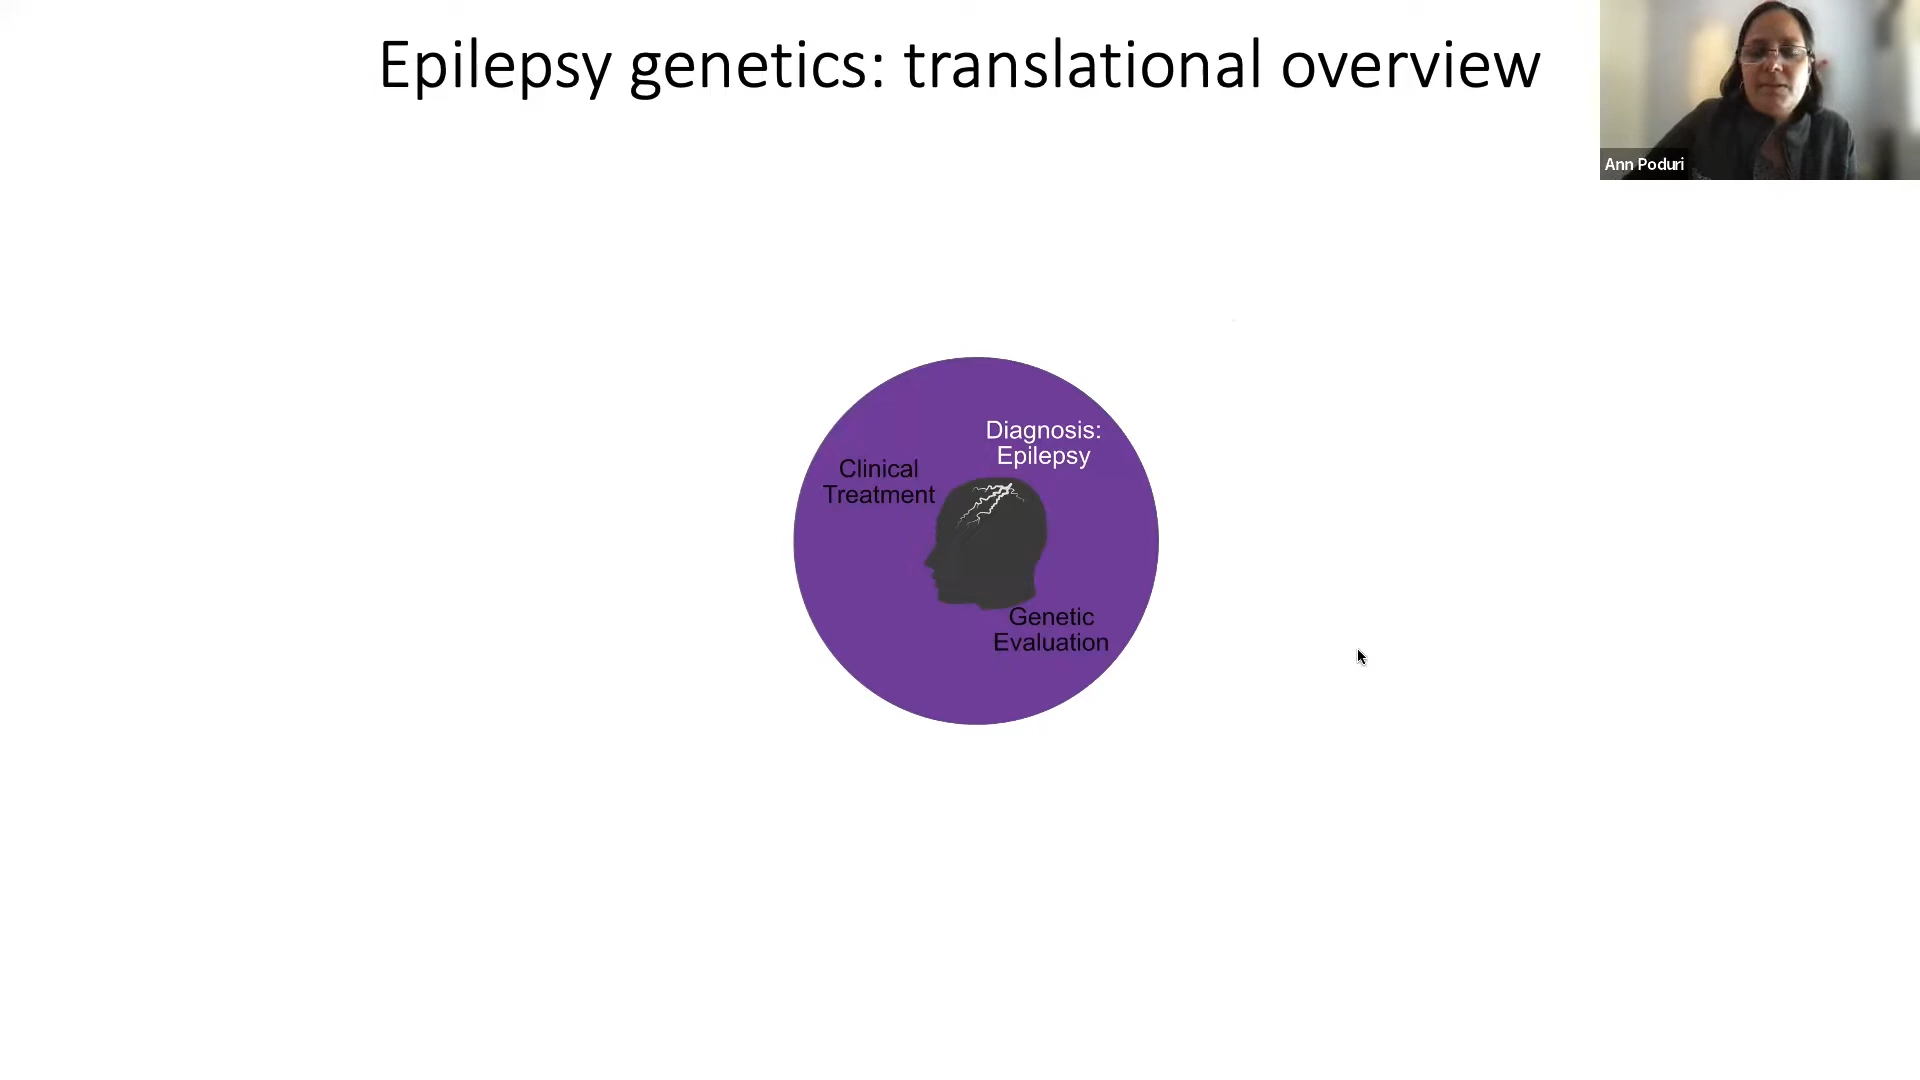 Epilepsy genetics: translational overview
Ann Poduri
Diagnosis:
Epilepsy
Clinical
Treatment
Genetic
Evaluation